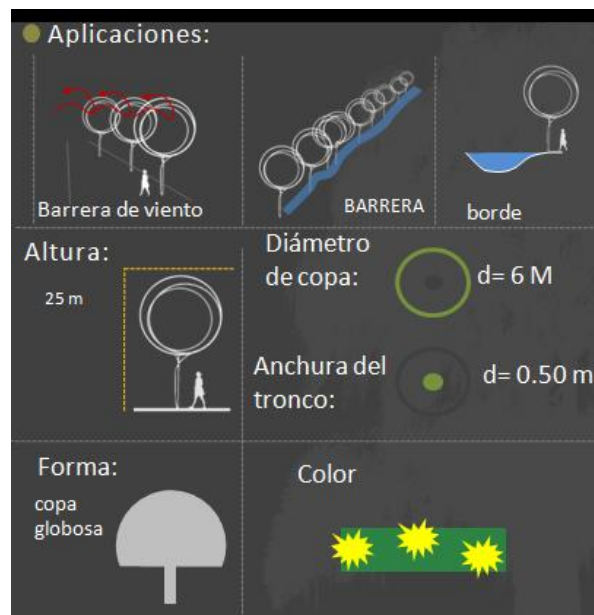 Aplicaciones:
Barrera de viento
BARRERA
borde
Altura:
25 m
Diámetro
de copa:
d= 6 M
Anchura del
tronco:
d= 0.50 m
Forma:
copa
globosa
Color